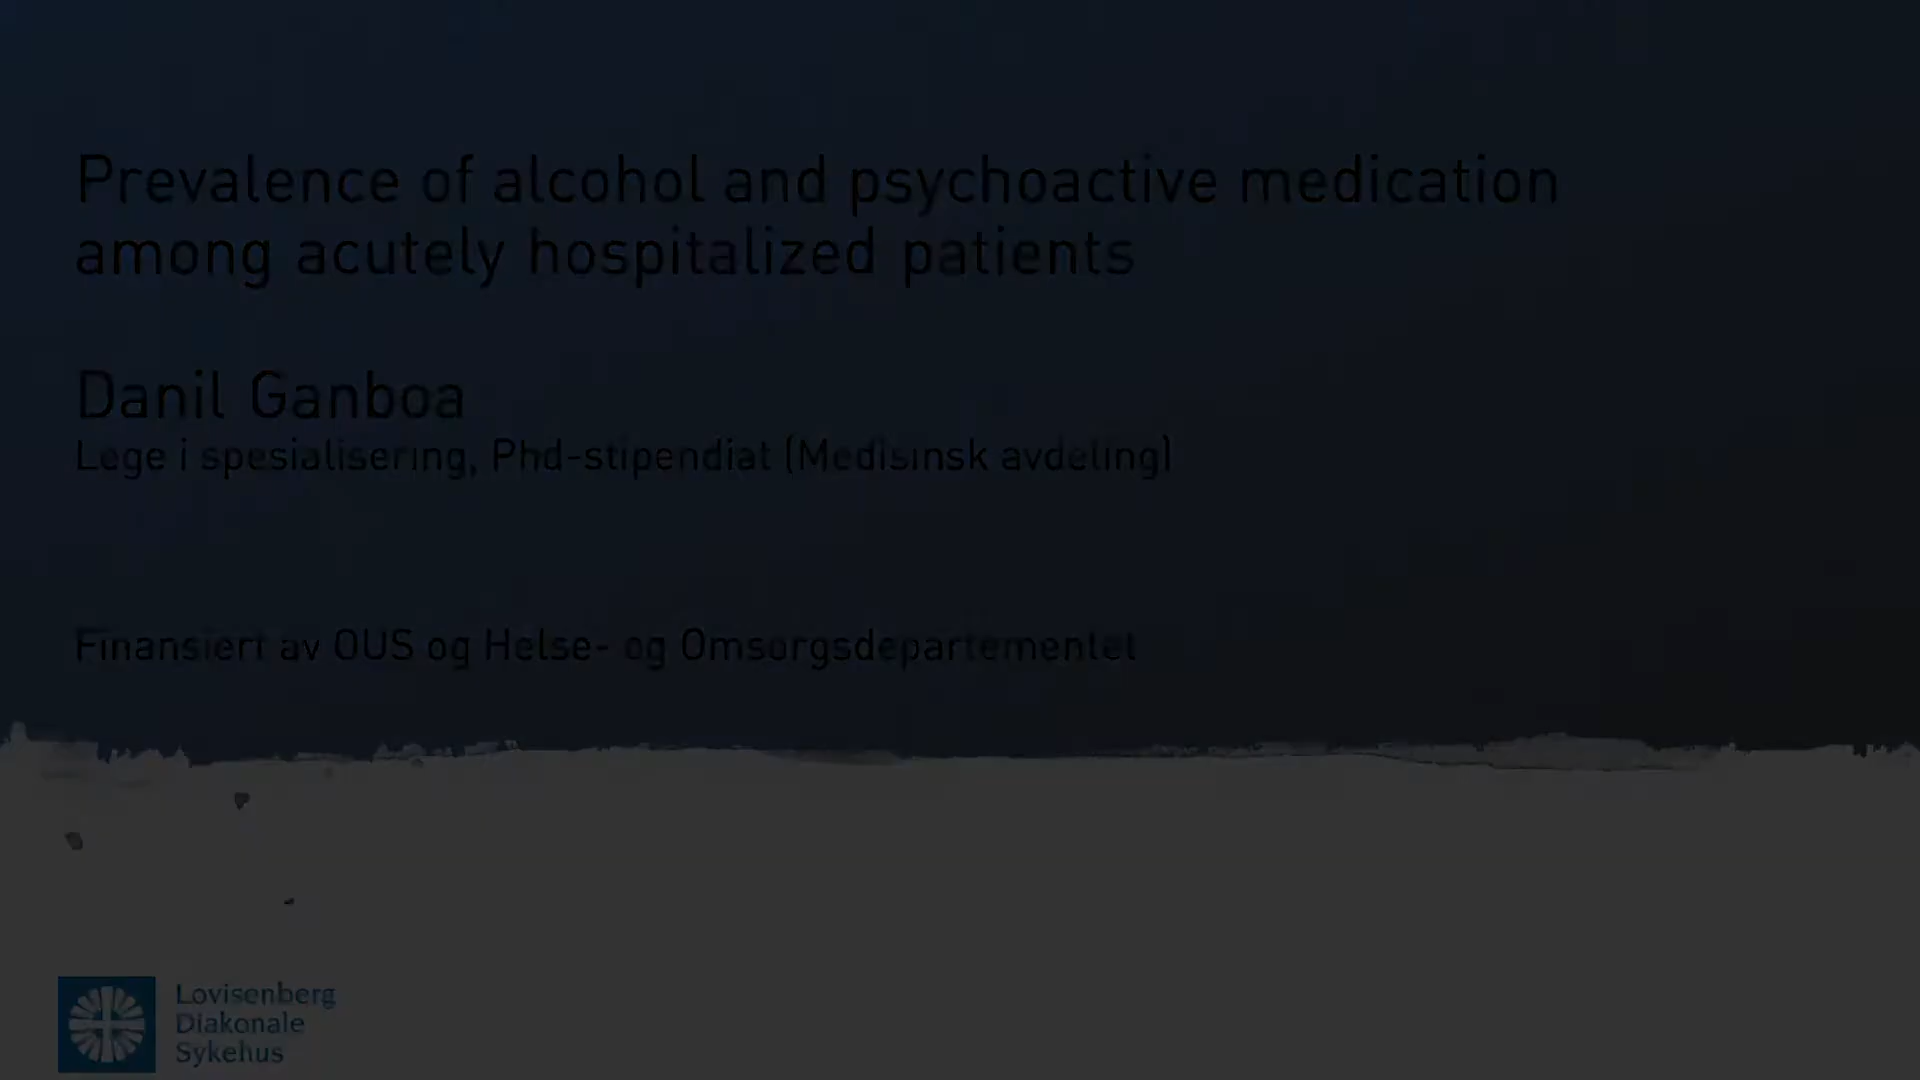 Prevalence of alcohol and psychoactive medication
among acutely hospitalized patients
Danil Ganboa
Lege i spesialisering, Phd-stipendiat (Medisinsk avdeling)
Finansiert av OUS og Helse- og Omsorgsdepartementet
Lovisenberg
Diakonale
Sykehus